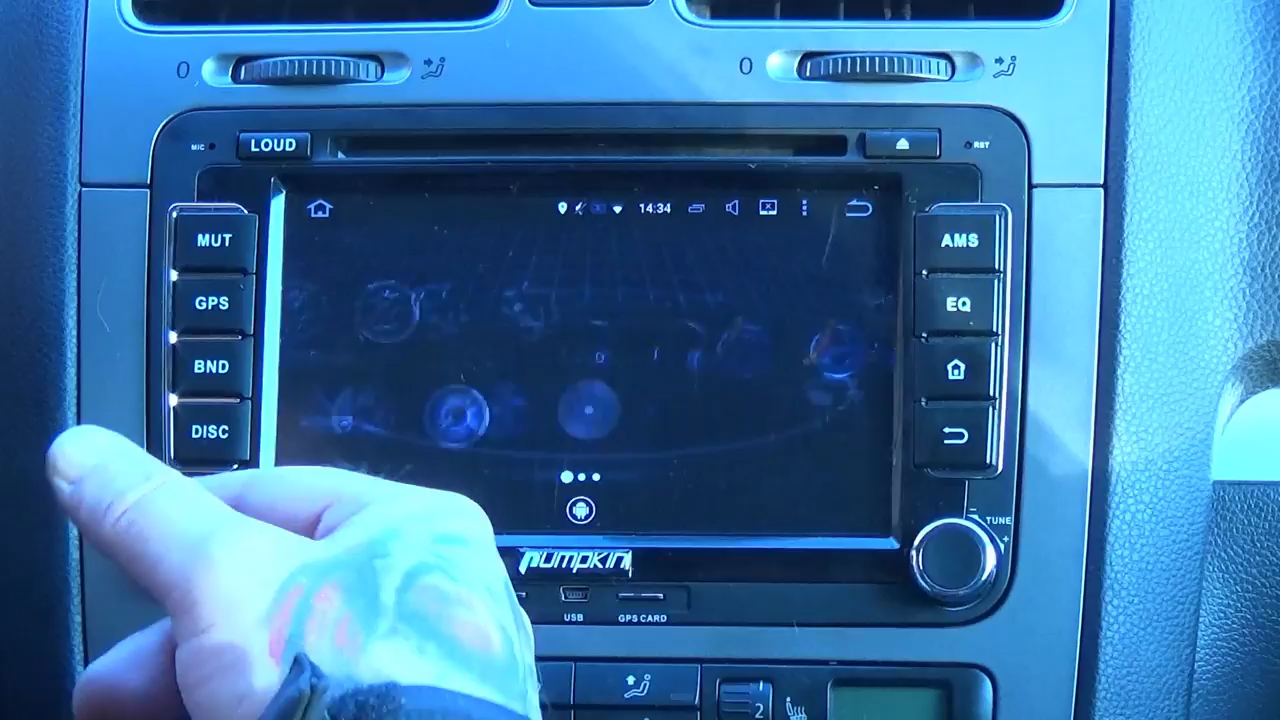 0
0
MIC
LOUD
RST
14:34
MUT
GPS
BND
DISC
AMS
EQ
TUNE
+
PUMPKIN
USB
GPS CARD
1
2